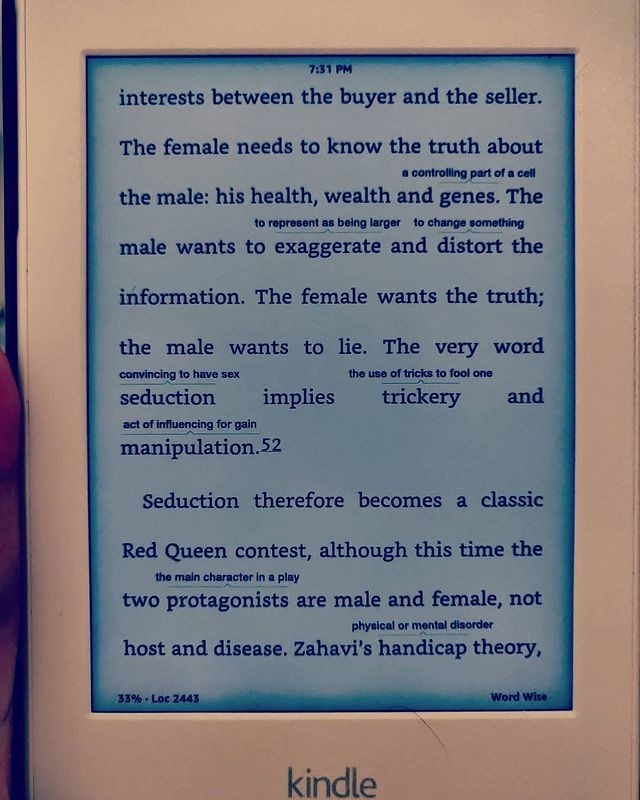 7:31 PM
interests between the buyer and the seller.
The female needs to know the truth about
a controlling part of a cell
the male: his health, wealth and genes. The
to represent as being larger to change something
male wants to exaggerate and distort the
information. The female wants the truth;
the male wants to lie. The very word
convincing to have sex the use of tricks to fool one
seduction implies trickery and
act of influencing for gain
manipulation.52
Seduction therefore becomes a classic
Red Queen contest, although this time the
the main character in a play
two protagonists are male and female, not
physical or mental disorder
host and disease. Zahavi's handicap theory,
33% · Loc 2443 Word Wise
kindle